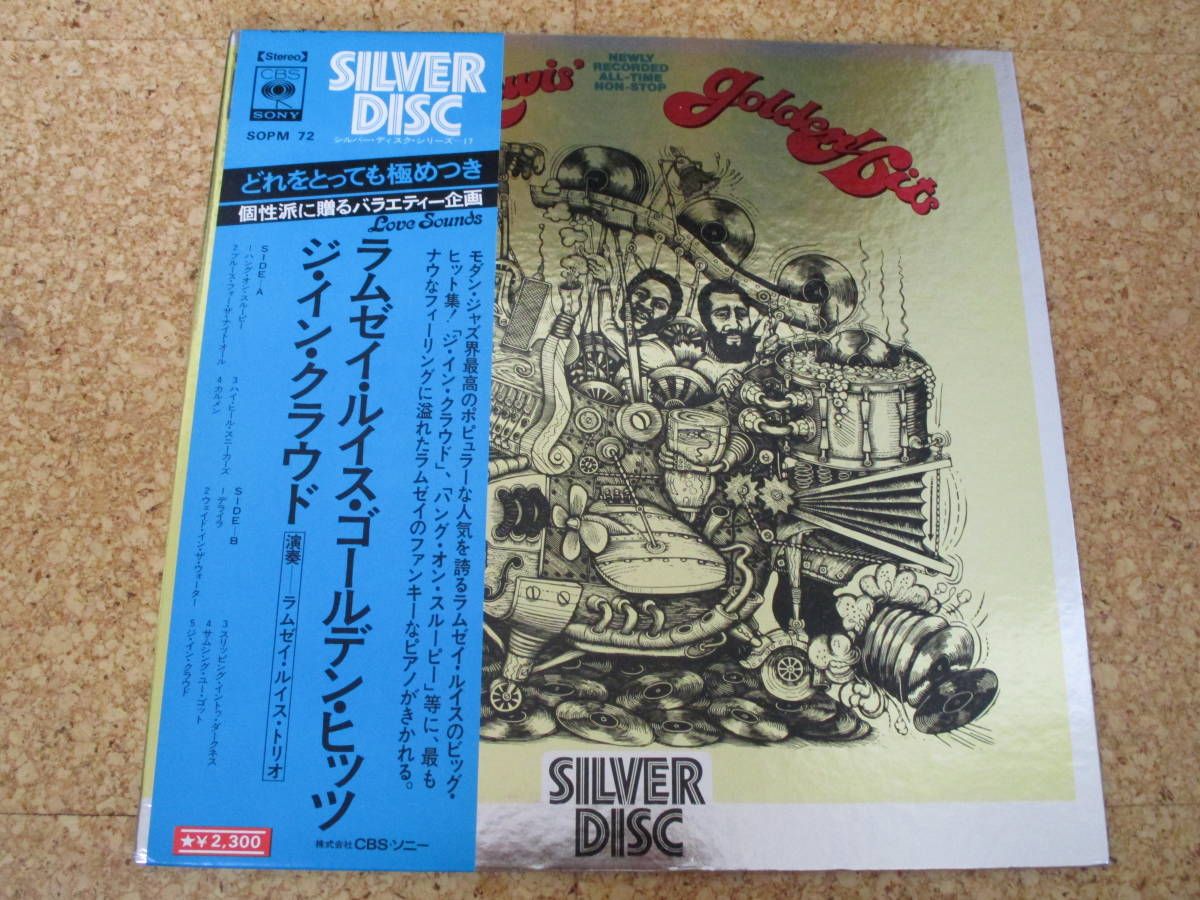 【Stereo】
CBS
SONY
SOPM 72
SILVER
DISC
シルバー・ディスク・シリーズ—17
どれをとっても極めつき
個性派に贈るバラエティー企画
Love Sounds
ラムゼイ・ルイス・ゴールデン・ヒッツ
ジ・イン・クラウド
演奏——ラムゼイ・ルイス・トリオ
モダン・ジャズ界最高のポピュラーな人気を誇るラムゼイ・ルイスのビッグ・
ヒット集!「ジ・イン・クラウド」、「ハング・オン・スルーピー」等に、最も
ナウなフィーリングに溢れたラムゼイのファンキーなピアノがきかれる。
SIDE—A
1 ハング・オン・スルーピー
2 ブルース・フォー・ザ・ナイト・オール
3 ハイ・ヒール・スニーカーズ
4 カルメン
SIDE—B
1 デライラ
2 ウェイド・イン・ザ・ウォーター
3 スリッピング・イントゥ・ダークネス
4 サムシング・ユー・ゴット
5 ジ・イン・クラウド
★¥2,300
株式会社 CBS・ソニー
NEWLY
RECORDED
ALL-TIME
NON-STOP
golden hits
SILVER
DISC